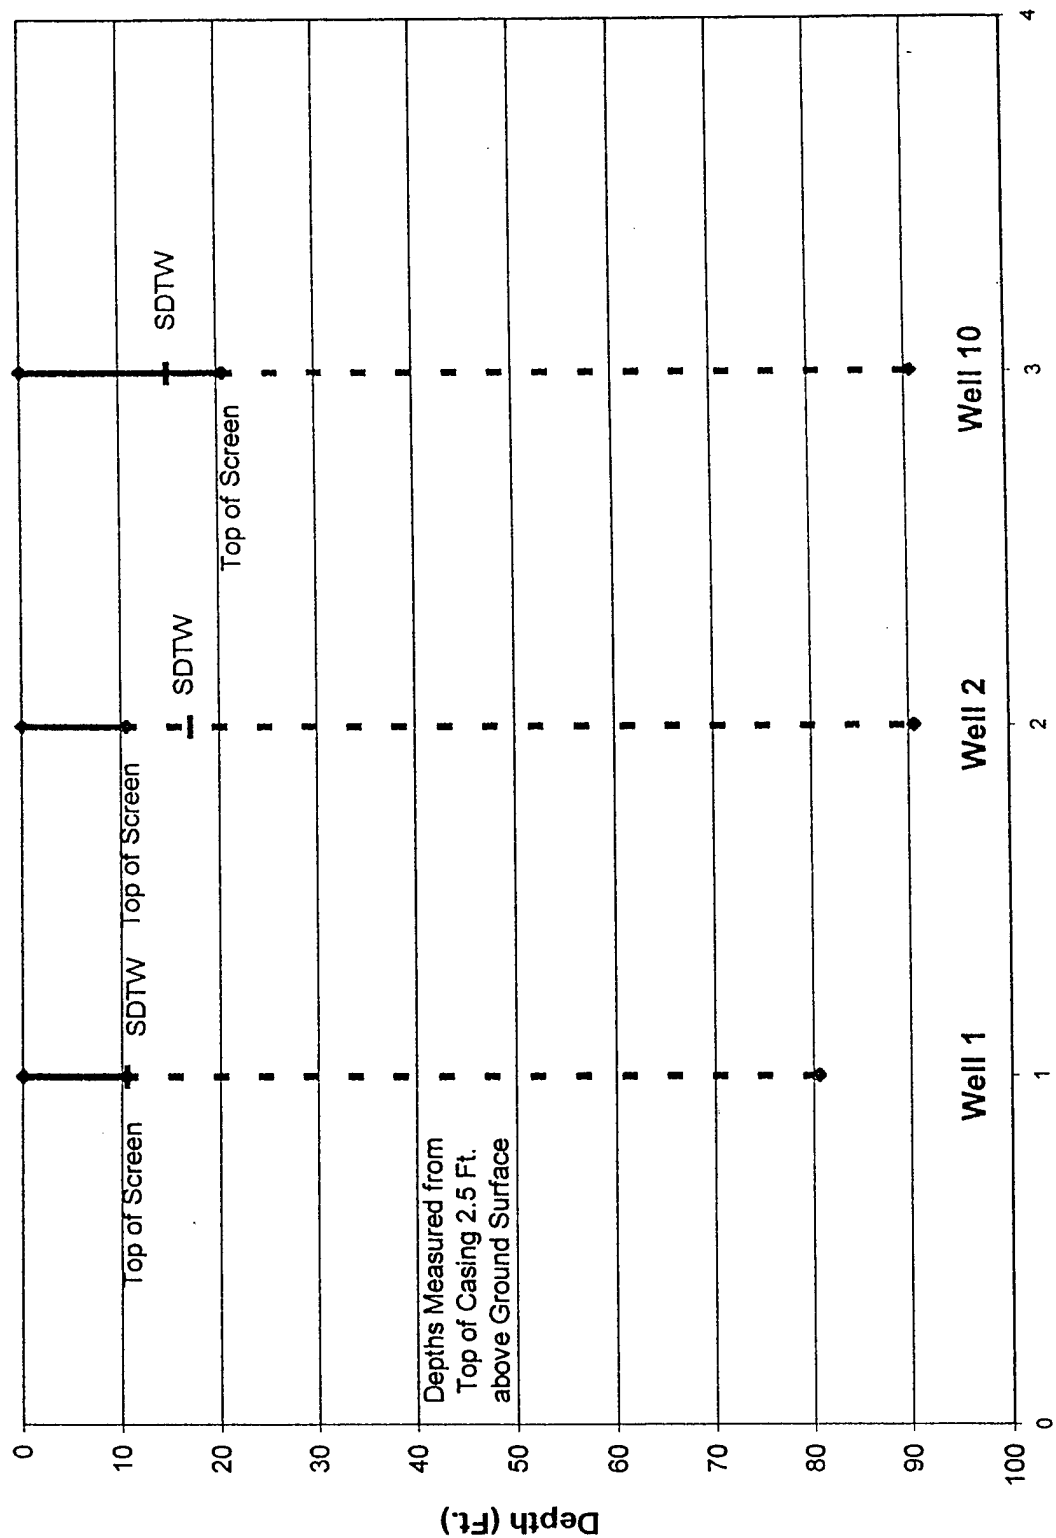 Depth (Ft.)
0
10
20
30
40
50
60
70
80
90
100
Top of Screen
SDTW
Top of Screen
SDTW
Top of Screen
SDTW
Depths Measured from
Top of Casing 2.5 Ft.
above Ground Surface
Well 1
Well 2
Well 10
0
1
2
3
4